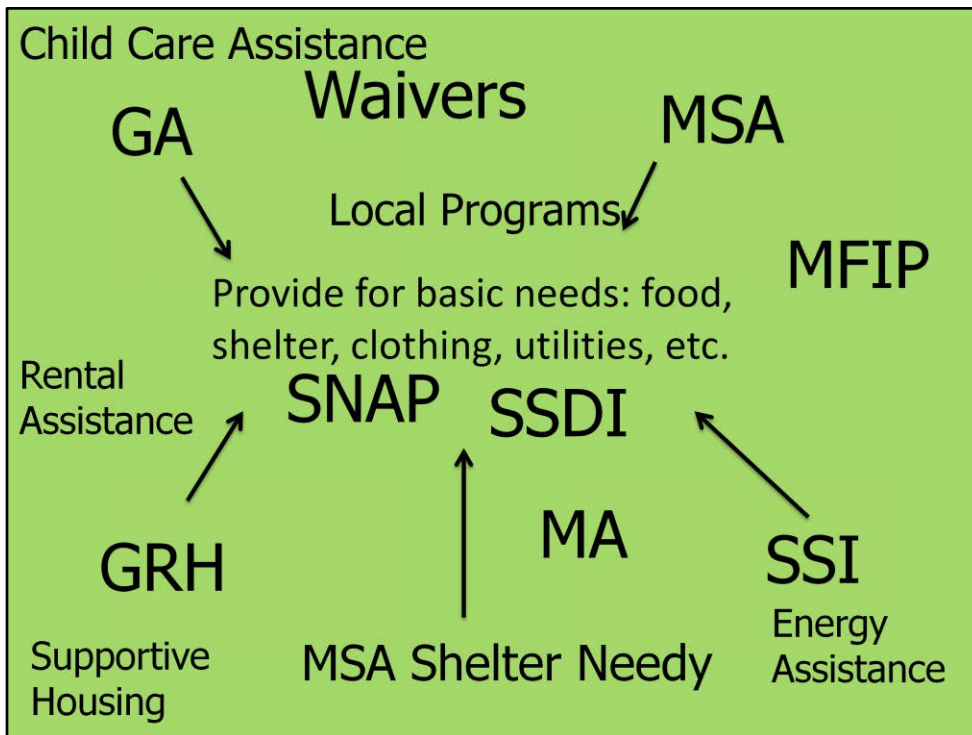 Child Care Assistance
Waivers
GA
MSA
Local Programs
MFIP
Provide for basic needs: food,
shelter, clothing, utilities, etc.
Rental
Assistance
SNAP
SSDI
MA
GRH
SSI
Energy
Assistance
Supportive
Housing
MSA Shelter Needy